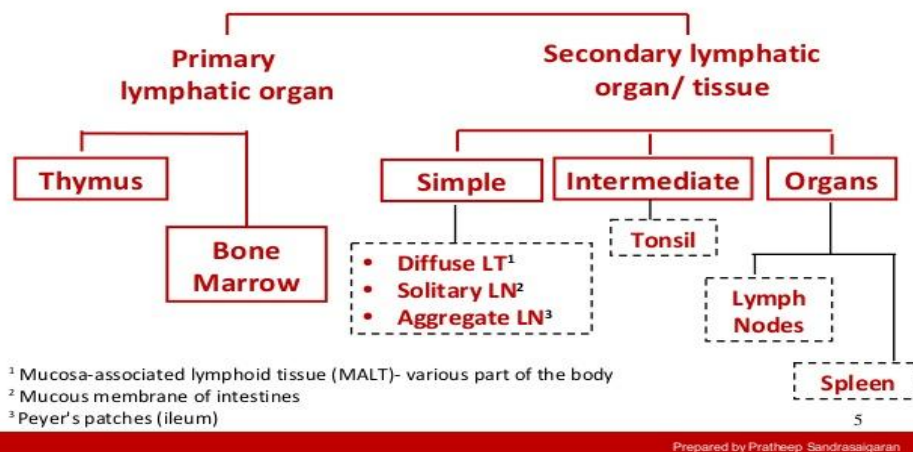 Primary
lymphatic organ
Secondary lymphatic
organ/ tissue
Thymus
Bone
Marrow
Simple
Intermediate
Organs
• Diffuse LT¹
• Solitary LN²
• Aggregate LN³
Tonsil
Lymph
Nodes
Spleen
¹ Mucosa-associated lymphoid tissue (MALT)- various part of the body
² Mucous membrane of intestines
³ Peyer's patches (ileum)
5
Prepared by Pratheep Sandrasaigaran